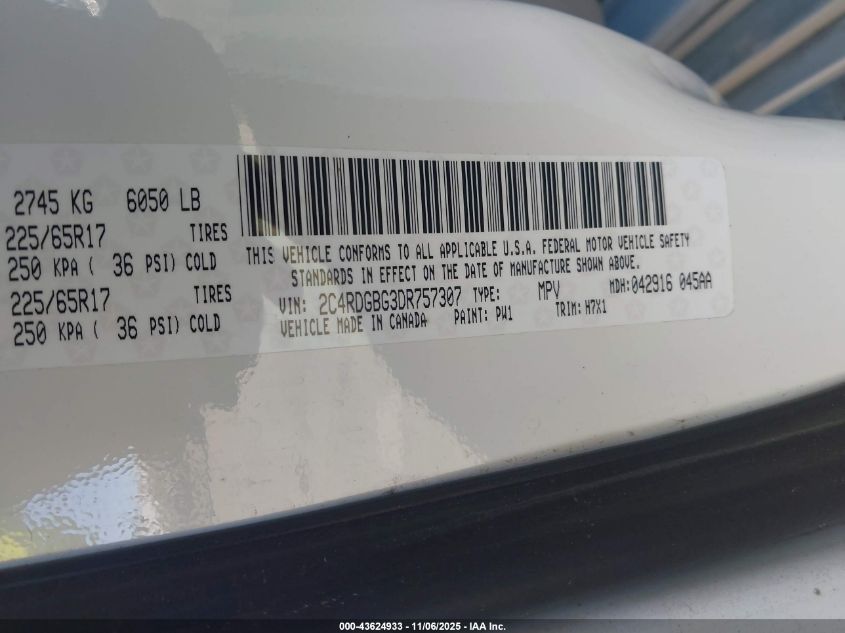 2745 KG 6050 LB
225/65R17 TIRES
250 KPA ( 36 PSI) COLD
225/65R17 TIRES
250 KPA ( 36 PSI) COLD
THIS VEHICLE CONFORMS TO ALL APPLICABLE U.S.A. FEDERAL MOTOR VEHICLE SAFETY
STANDARDS IN EFFECT ON THE DATE OF MANUFACTURE SHOWN ABOVE.
VIN: 2C4RDGBG3DR757307 TYPE: MPV MDH: 042916 045AA
VEHICLE MADE IN CANADA PAINT: PW1 TRIM: H7X1
000-43624933 - 11/06/2025 - IAA Inc.